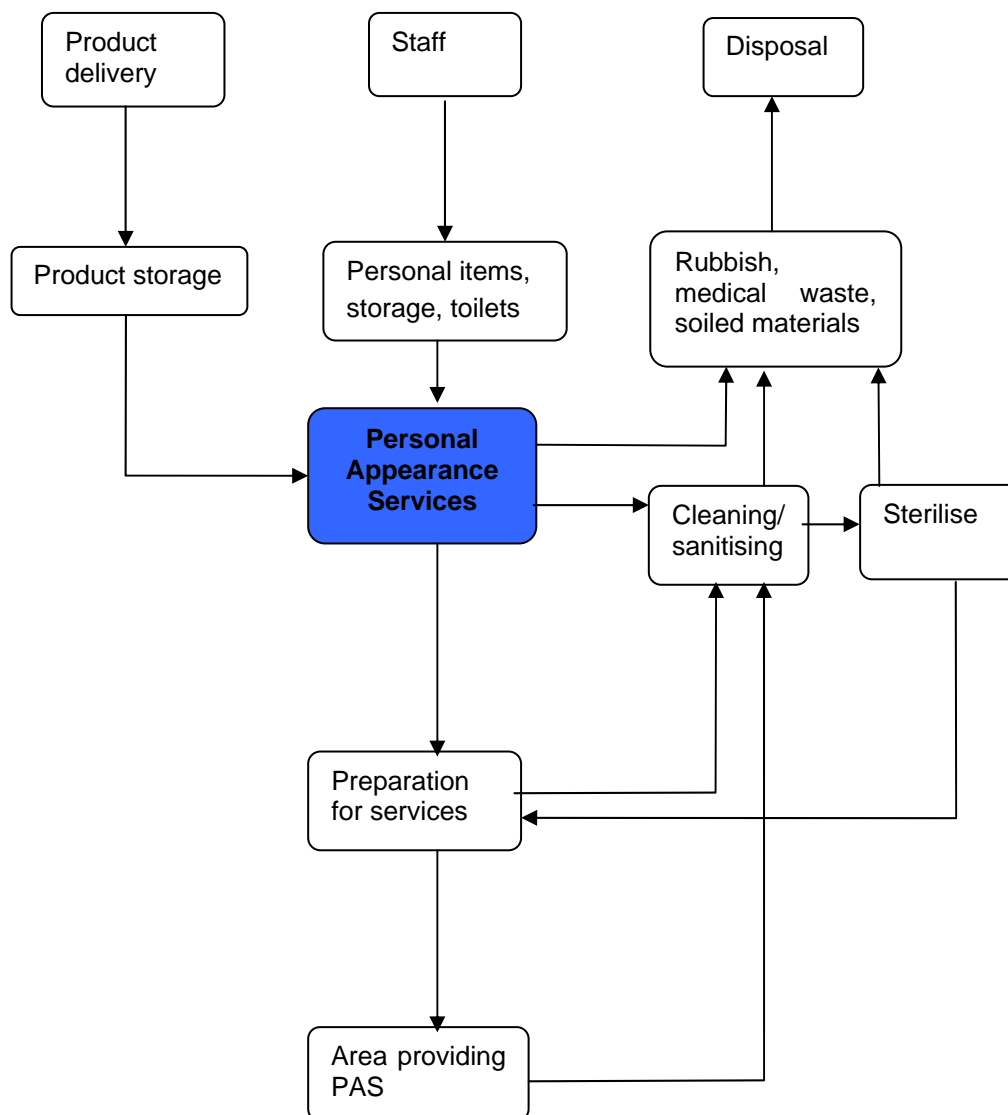 Product
delivery
Staff
Disposal
Product storage
Personal items,
storage, toilets
Rubbish,
medical waste,
soiled materials
Personal
Appearance
Services
Cleaning/
sanitising
Sterilise
Preparation
for services
Area providing
PAS